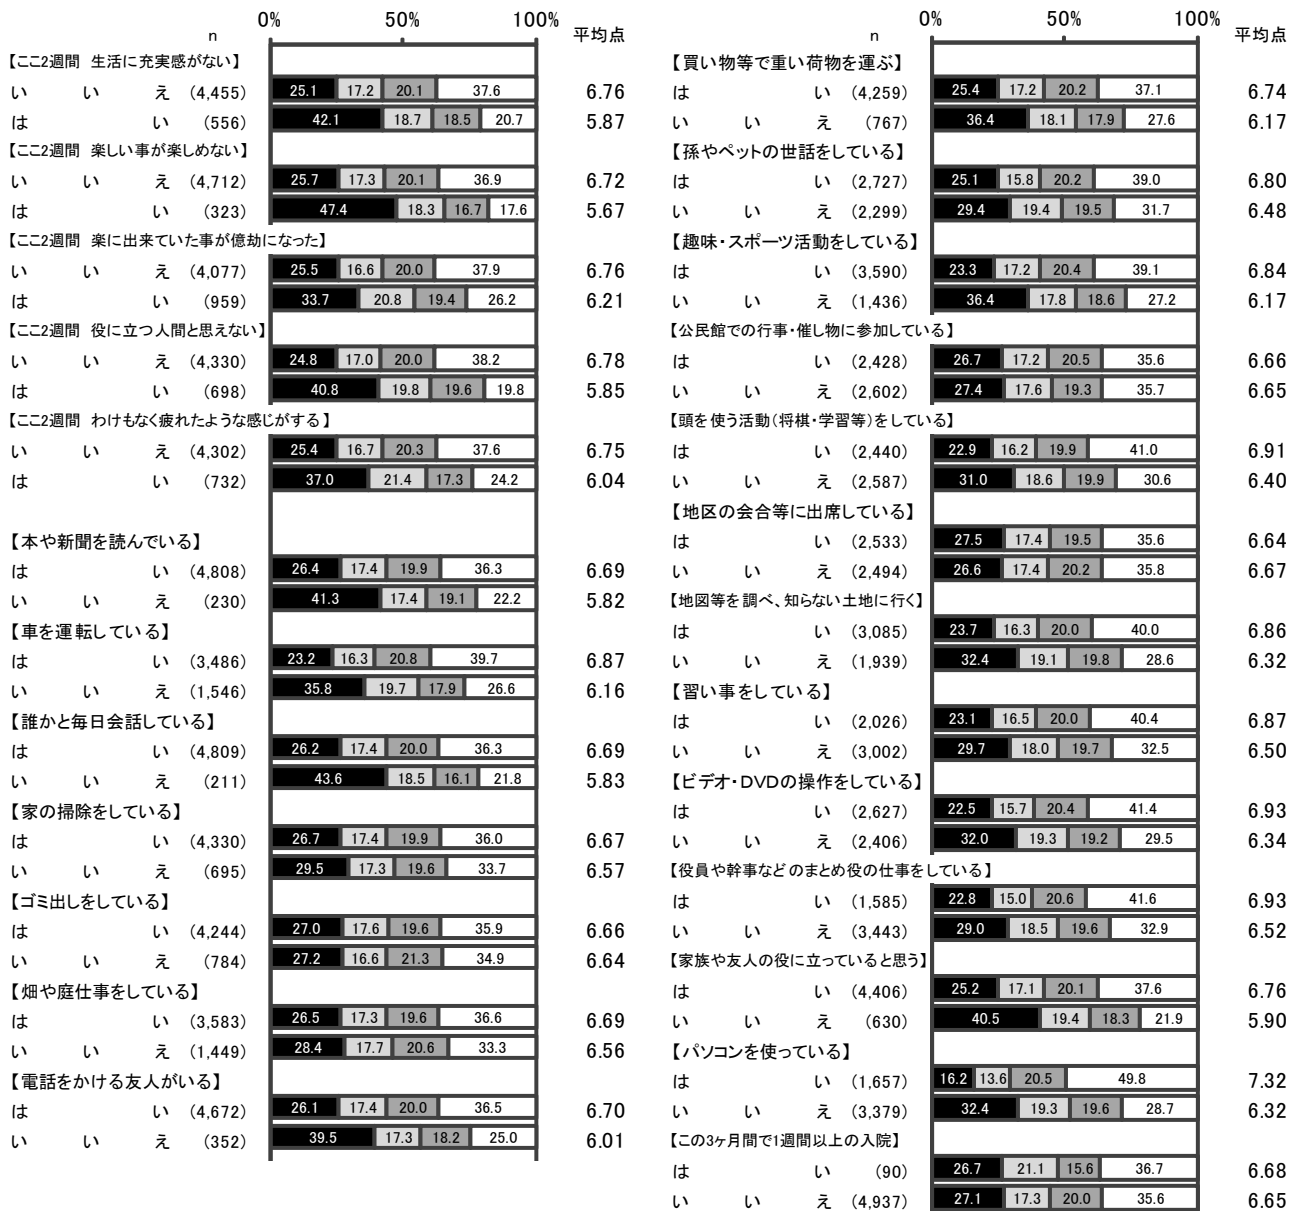 0% 50% 100%
n 平均点
【ここ2週間 生活に充実感がない】
いいえ (4,455) 25.1 17.2 20.1 37.6 6.76
はい (556) 42.1 18.7 18.5 20.7 5.87
【ここ2週間 楽しい事が楽しめない】
いいえ (4,712) 25.7 17.3 20.1 36.9 6.72
はい (323) 47.4 18.3 16.7 17.6 5.67
【ここ2週間 楽に出来ていた事が億劫になった】
いいえ (4,077) 25.5 16.6 20.0 37.9 6.76
はい (959) 33.7 20.8 19.4 26.2 6.21
【ここ2週間 役に立つ人間と思えない】
いいえ (4,330) 24.8 17.0 20.0 38.2 6.78
はい (698) 40.8 19.8 19.6 19.8 5.85
【ここ2週間 わけもなく疲れたような感じがする】
いいえ (4,302) 25.4 16.7 20.3 37.6 6.75
はい (732) 37.0 21.4 17.3 24.2 6.04
【本や新聞を読んでいる】
はい (4,808) 26.4 17.4 19.9 36.3 6.69
いいえ (230) 41.3 17.4 19.1 22.2 5.82
【車を運転している】
はい (3,486) 23.2 16.3 20.8 39.7 6.87
いいえ (1,546) 35.8 19.7 17.9 26.6 6.16
【誰かと毎日会話している】
はい (4,809) 26.2 17.4 20.0 36.3 6.69
いいえ (211) 43.6 18.5 16.1 21.8 5.83
【家の掃除をしている】
はい (4,330) 26.7 17.4 19.9 36.0 6.67
いいえ (695) 29.5 17.3 19.6 33.7 6.57
【ゴミ出しをしている】
はい (4,244) 27.0 17.6 19.6 35.9 6.66
いいえ (784) 27.2 16.6 21.3 34.9 6.64
【畑や庭仕事をしている】
はい (3,583) 26.5 17.3 19.6 36.6 6.69
いいえ (1,449) 28.4 17.7 20.6 33.3 6.56
【電話をかける友人がいる】
はい (4,672) 26.1 17.4 20.0 36.5 6.70
いいえ (352) 39.5 17.3 18.2 25.0 6.01
0% 50% 100%
n 平均点
【買い物等で重い荷物を運ぶ】
はい (4,259) 25.4 17.2 20.2 37.1 6.74
いいえ (767) 36.4 18.1 17.9 27.6 6.17
【孫やペットの世話をしている】
はい (2,727) 25.1 15.8 20.2 39.0 6.80
いいえ (2,299) 29.4 19.4 19.5 31.7 6.48
【趣味・スポーツ活動をしている】
はい (3,590) 23.3 17.2 20.4 39.1 6.84
いいえ (1,436) 36.4 17.8 18.6 27.2 6.17
【公民館での行事・催し物に参加している】
はい (2,428) 26.7 17.2 20.5 35.6 6.66
いいえ (2,602) 27.4 17.6 19.3 35.7 6.65
【頭を使う活動(将棋・学習等)をしている】
はい (2,440) 22.9 16.2 19.9 41.0 6.91
いいえ (2,587) 31.0 18.6 19.9 30.6 6.40
【地区の会合等に出席している】
はい (2,533) 27.5 17.4 19.5 35.6 6.64
いいえ (2,494) 26.6 17.4 20.2 35.8 6.67
【地図等を調べ、知らない土地に行く】
はい (3,085) 23.7 16.3 20.0 40.0 6.86
いいえ (1,939) 32.4 19.1 19.8 28.6 6.32
【習い事をしている】
はい (2,026) 23.1 16.5 20.0 40.4 6.87
いいえ (3,002) 29.7 18.0 19.7 32.5 6.50
【ビデオ・DVDの操作をしている】
はい (2,627) 22.5 15.7 20.4 41.4 6.93
いいえ (2,406) 32.0 19.3 19.2 29.5 6.34
【役員や幹事などのまとめ役の仕事をしている】
はい (1,585) 22.8 15.0 20.6 41.6 6.93
いいえ (3,443) 29.0 18.5 19.6 32.9 6.52
【家族や友人の役に立っていると思う】
はい (4,406) 25.2 17.1 20.1 37.6 6.76
いいえ (630) 40.5 19.4 18.3 21.9 5.90
【パソコンを使っている】
はい (1,657) 16.2 13.6 20.5 49.8 7.32
いいえ (3,379) 32.4 19.3 19.6 28.7 6.32
【この3ヶ月間で1週間以上の入院】
はい (90) 26.7 21.1 15.6 36.7 6.68
いいえ (4,937) 27.1 17.3 20.0 35.6 6.65